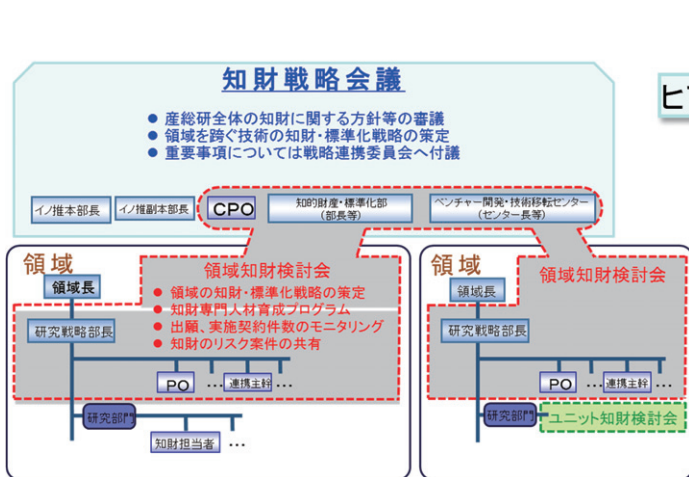 知財戦略会議
● 産総研全体の知財に関する方針等の審議
● 領域を跨ぐ技術の知財・標準化戦略の策定
● 重要事項については戦略連携委員会へ付議
イノ推本部長
イノ推副本部長
CPO
知的財産・標準化部
(部長等)
ベンチャー開発・技術移転センター
(センター長等)
領域
領域長
領域知財検討会
● 領域の知財・標準化戦略の策定
● 知財専門人材育成プログラム
● 出願、実施契約件数のモニタリング
● 知財のリスク案件の共有
研究戦略部長
PO
…
連携主幹
…
研究部門
知財担当者
…
領域
領域長
領域知財検討会
研究戦略部長
PO
…
連携主幹
…
研究部門
ユニット知財検討会